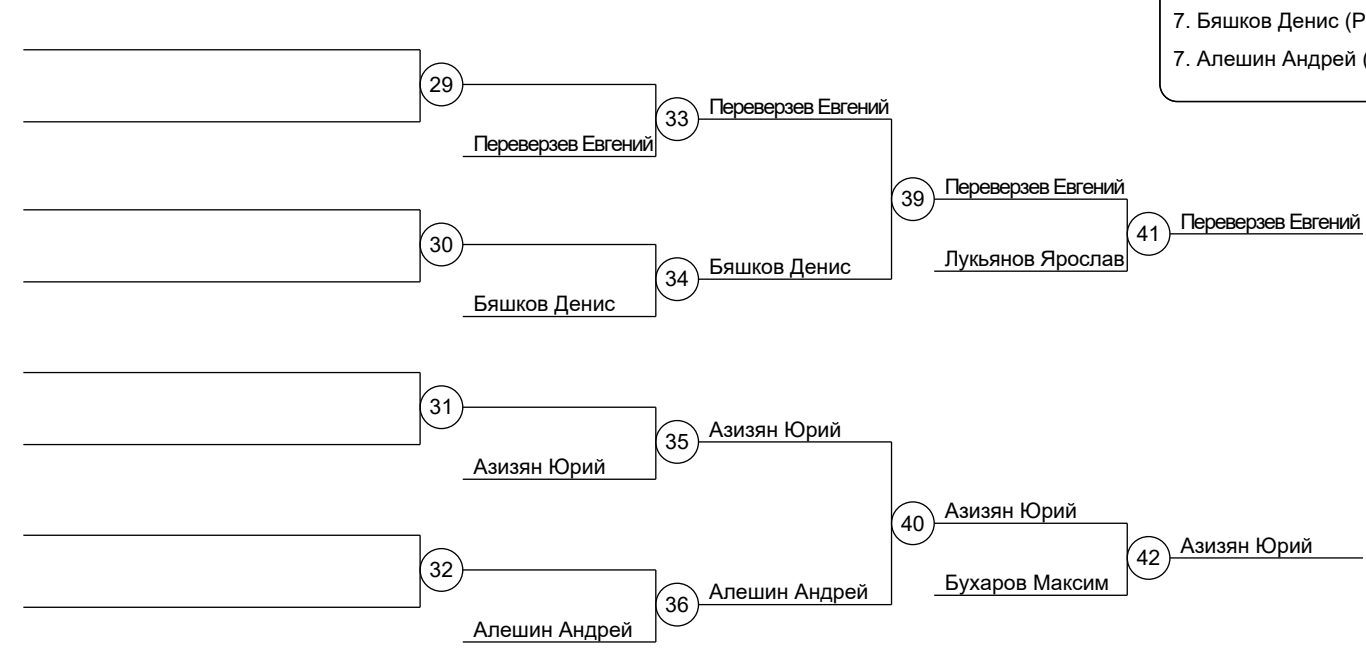 7. Бяшков Денис (Р
7. Алешин Андрей (
29
33
Переверзев Евгений
Переверзев Евгений
39
Переверзев Евгений
30
41
Переверзев Евгений
34
Бяшков Денис
Лукьянов Ярослав
Бяшков Денис
31
35
Азизян Юрий
Азизян Юрий
40
Азизян Юрий
32
42
Азизян Юрий
36
Алешин Андрей
Бухаров Максим
Алешин Андрей